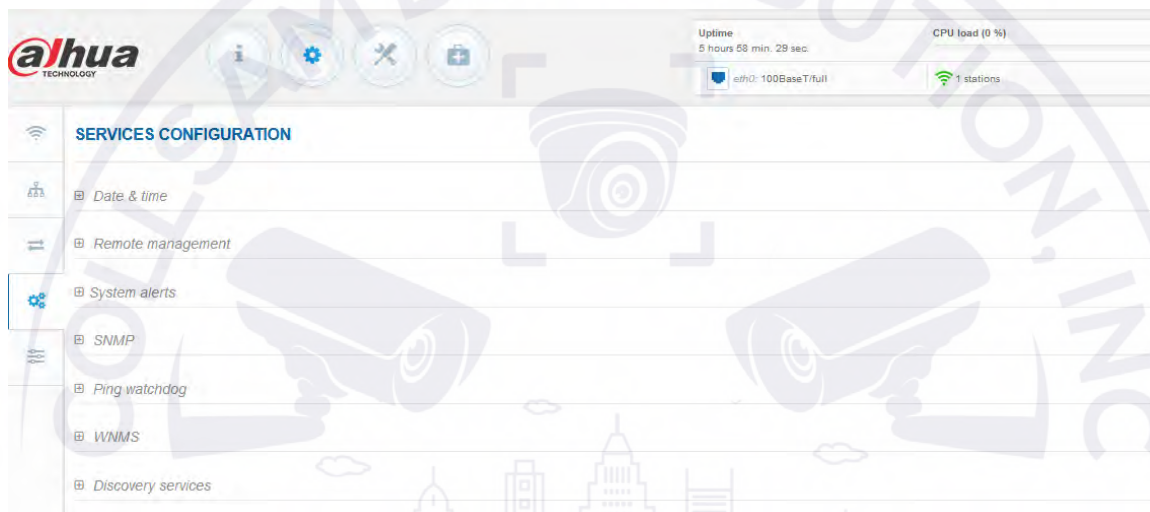 alhua
TECHNOLOGY
Uptime
5 hours 58 min. 29 sec.
CPU load (0 %)
eth0: 100BaseT/full
1 stations
SERVICES CONFIGURATION
Date & time
Remote management
System alerts
SNMP
Ping watchdog
WNMS
Discovery services